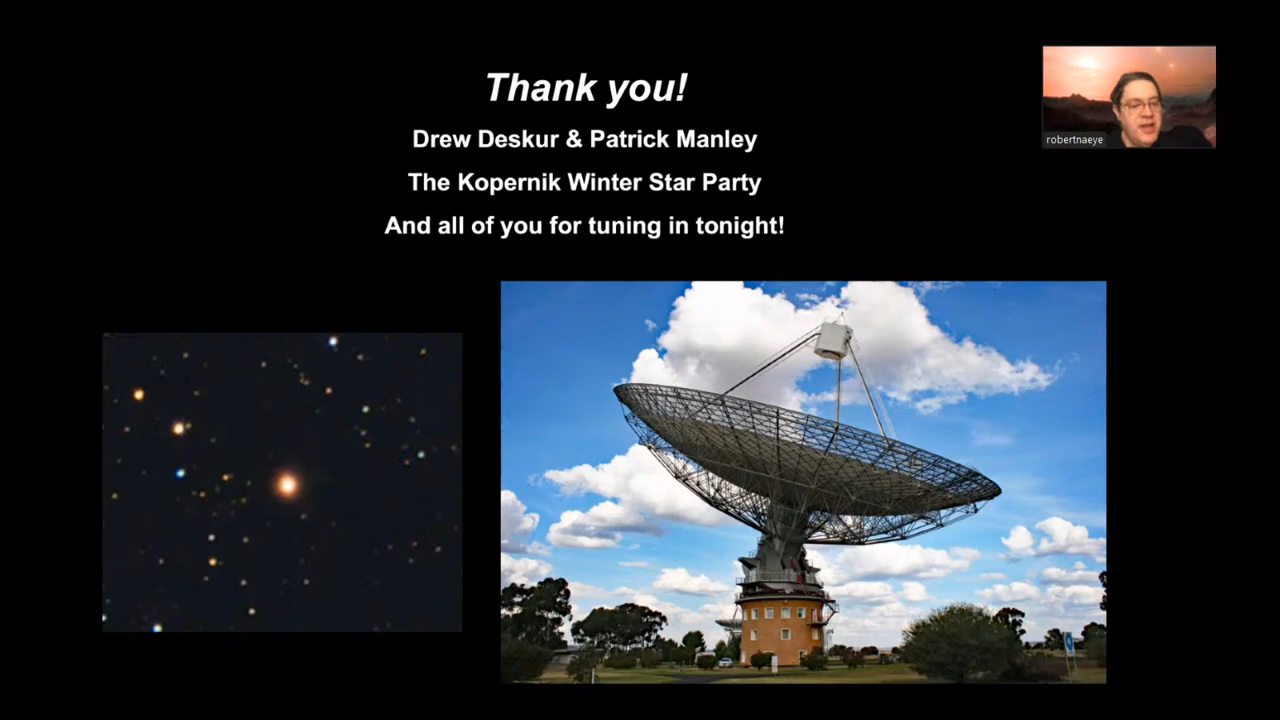 Thank you!
Drew Deskur & Patrick Manley
The Kopernik Winter Star Party
And all of you for tuning in tonight!
robertnaeye